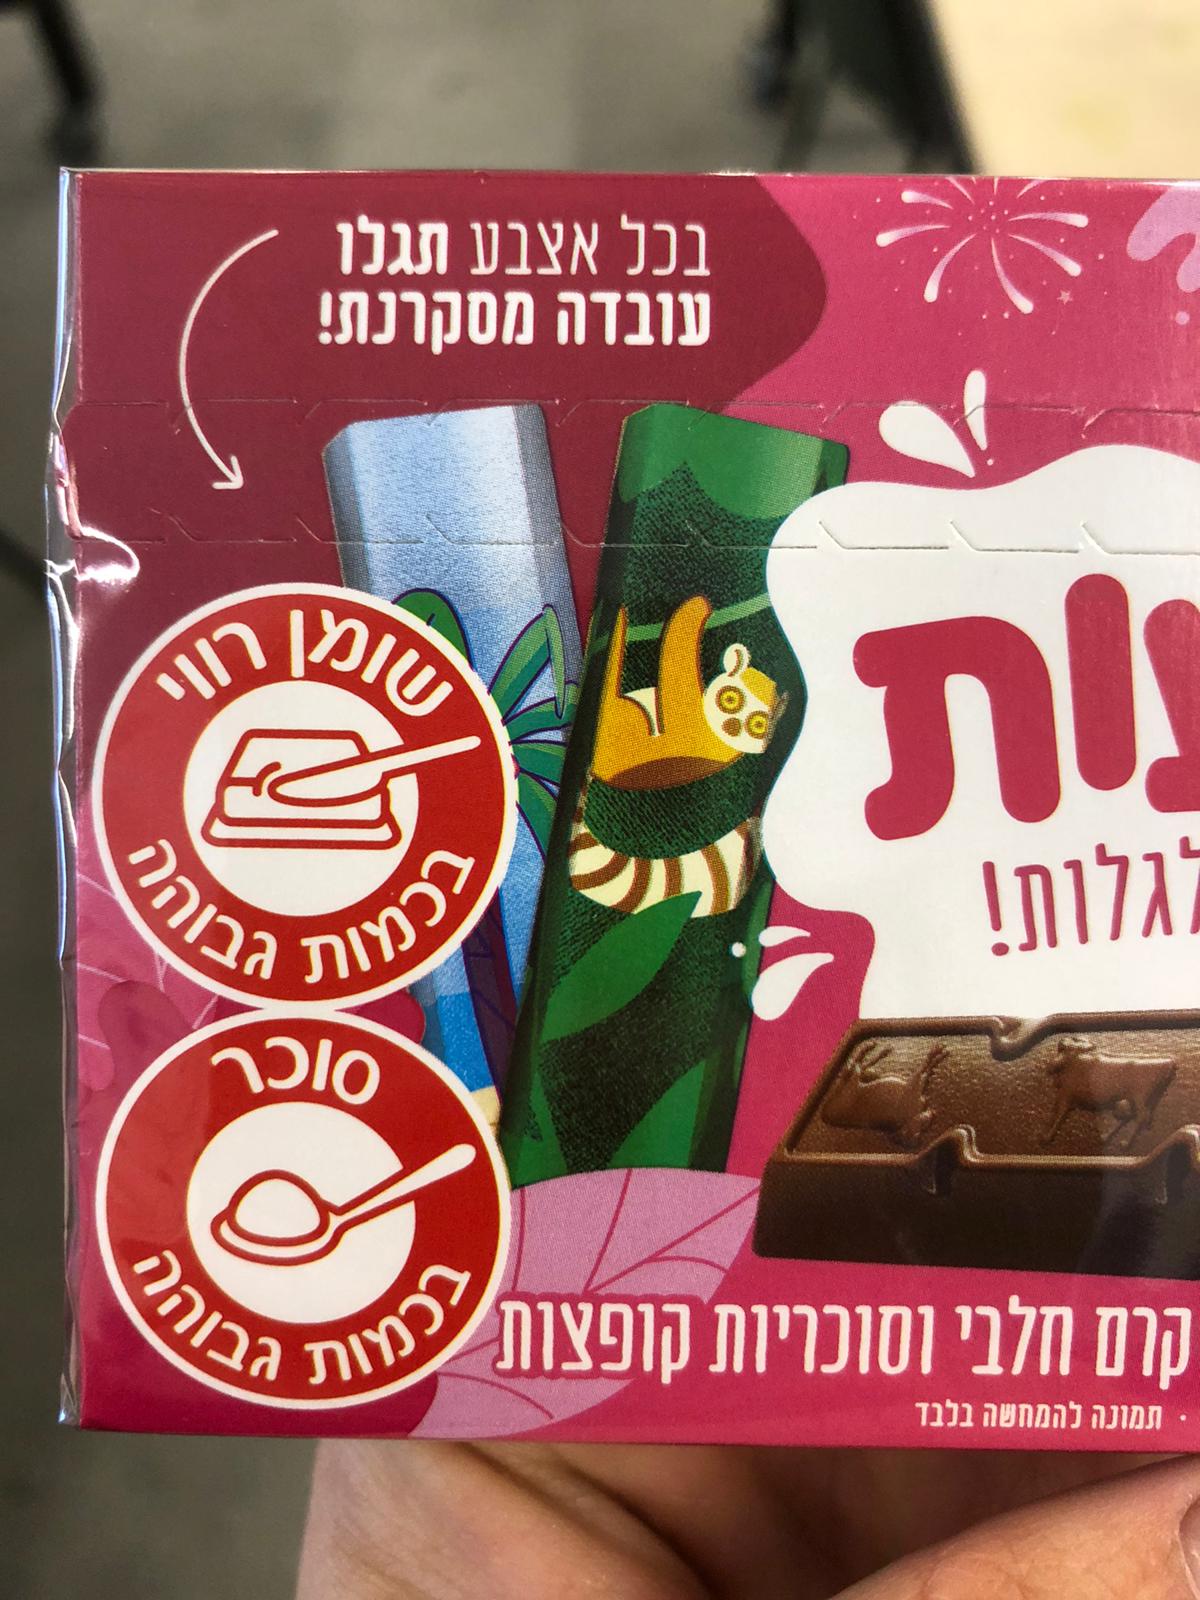 בכל אצבע תגלו
עובדה מסקרנת!
שומן רווי
בכמות גבוהה
סוכר
בכמות גבוהה
לגלות!
קרם חלבי וסוכריות קופצות
· תמונה להמחשה בלבד